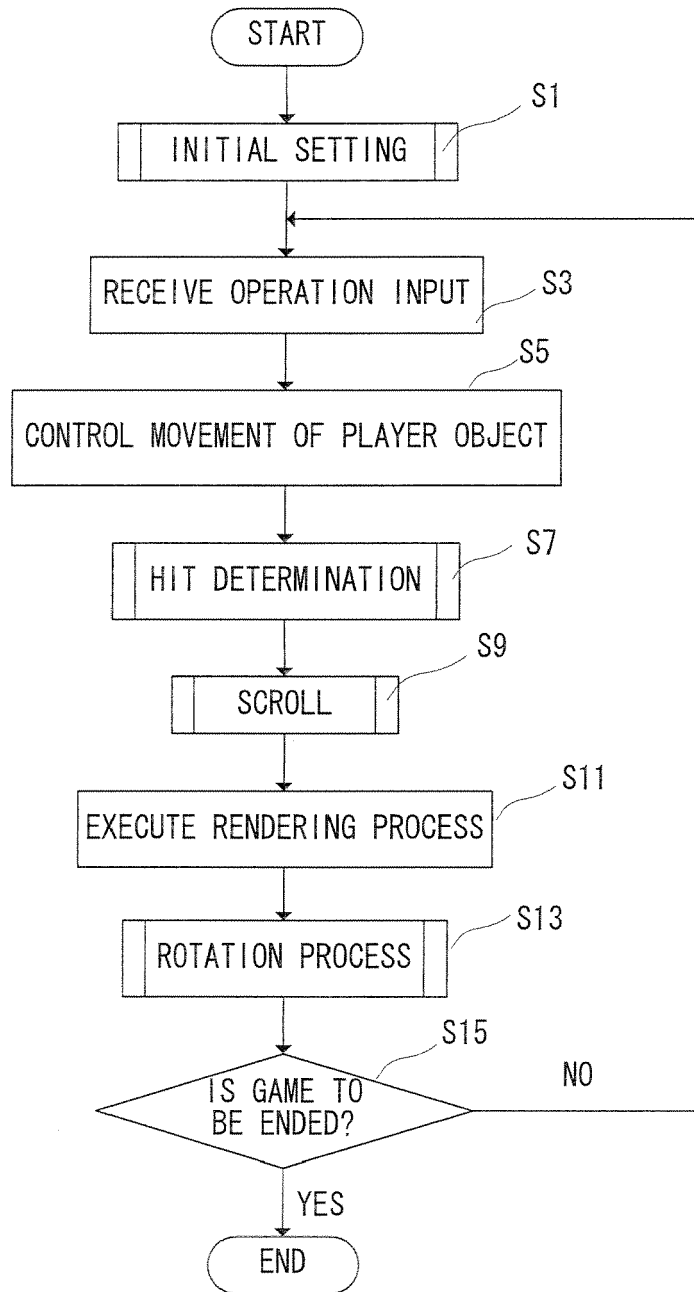 START
S1
INITIAL SETTING
RECEIVE OPERATION INPUT
S3
S5
CONTROL MOVEMENT OF PLAYER OBJECT
S7
HIT DETERMINATION
S9
SCROLL
S11
EXECUTE RENDERING PROCESS
S13
ROTATION PROCESS
S15
IS GAME TO
BE ENDED?
NO
YES
END